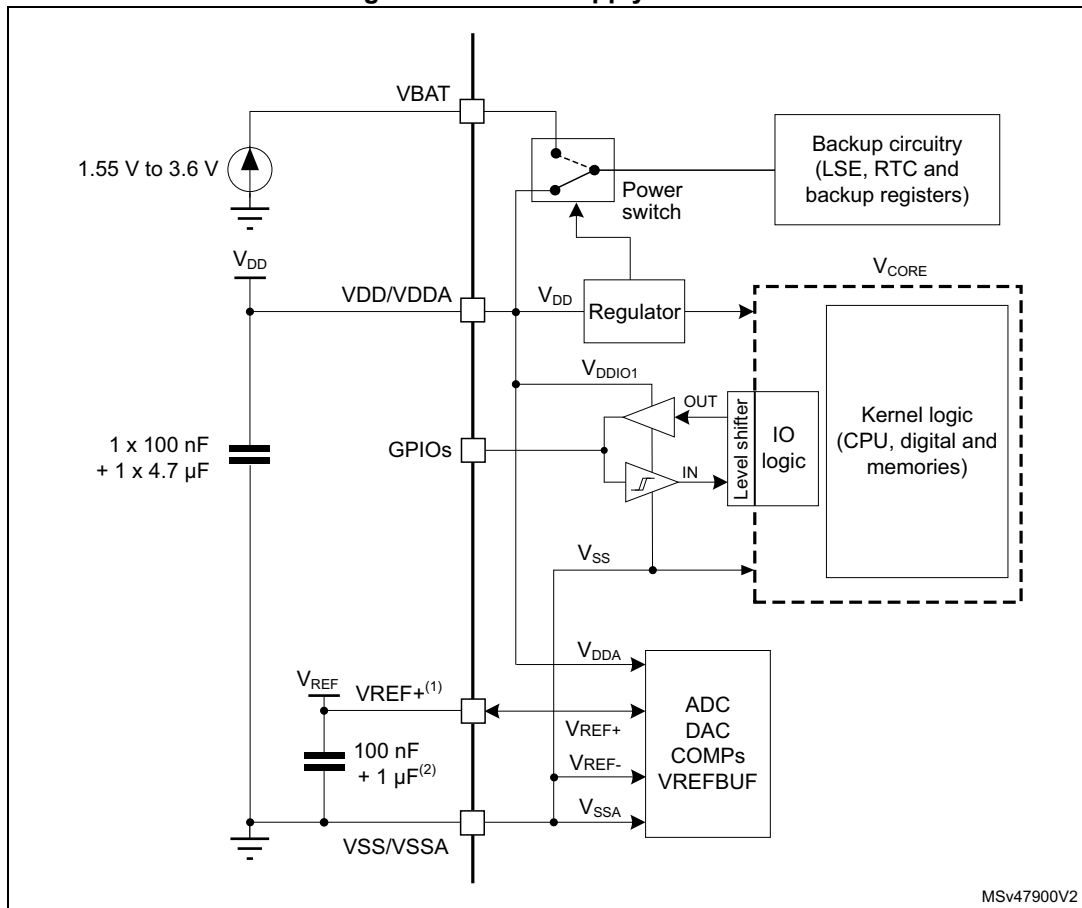 VBAT
1.55 V to 3.6 V
Power
switch
Backup circuitry
(LSE, RTC and
backup registers)
VDD
VDD/VDDA
VDD
Regulator
VCORE
VDDIO1
OUT
GPIOs
IN
Level shifter
IO
logic
Kernel logic
(CPU, digital and
memories)
1 x 100 nF
+ 1 x 4.7 µF
VSS
VDDA
VREF
VREF+(1)
VREF+
ADC
DAC
COMPs
VREFBUF
100 nF
+ 1 µF(2)
VREF-
VSSA
VSS/VSSA
MSv47900V2